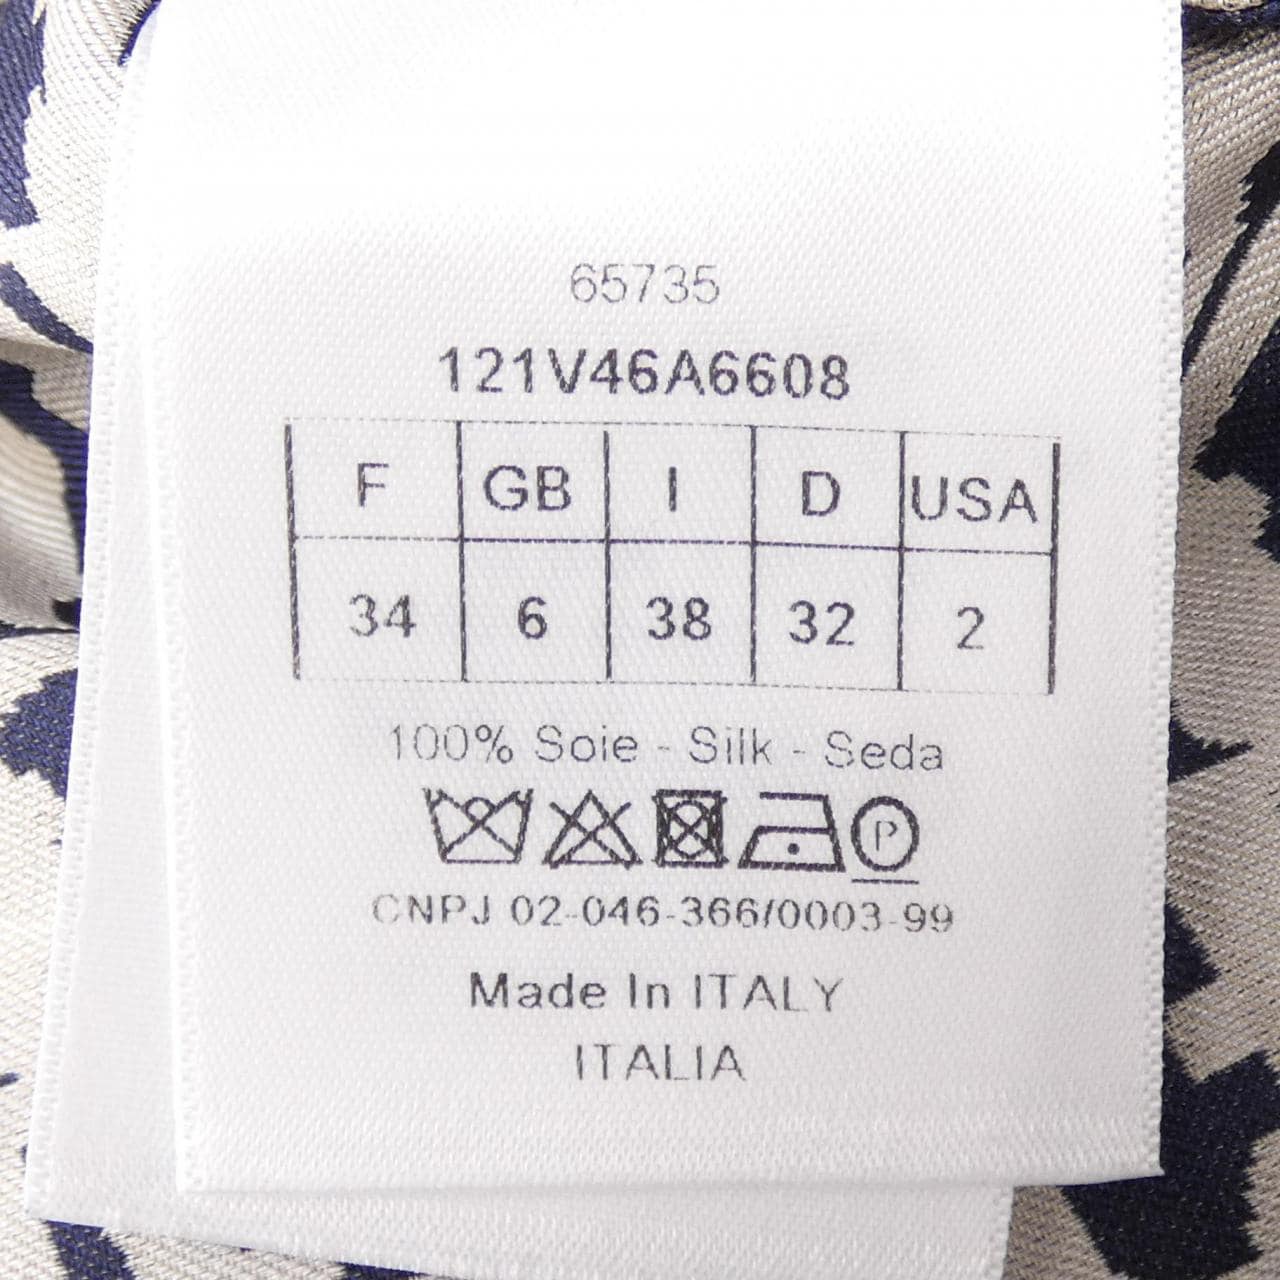 65735
121V46A6608
F GB I D USA
34 6 38 32 2
100% Soie - Silk - Seda
P
CNPJ 02-046-366/0003-99
Made In ITALY
ITALIA